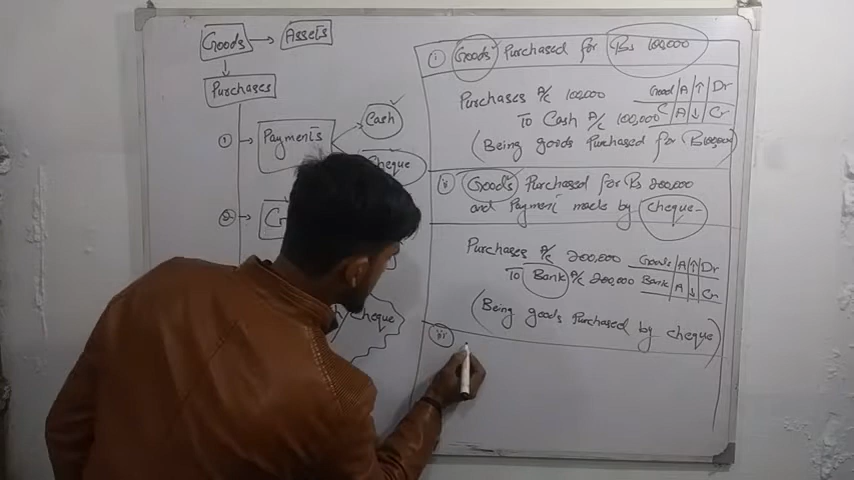 Goods → Assets
Purchases
① → Payments
Cash
Cheque
② →
Cheque
(i) Goods Purchased for Rs 100,000
Purchases A/c 100,000
To Cash A/c 100,000
Good | A | ↑ | Dr
C | A | ↓ | Cr
(Being goods Purchased for Rs 100,000)
(ii) Goods Purchased for Rs 200,000
and Payment made by cheque-
Purchases A/c 200,000
To Bank A/c 200,000
Goods | A | ↑ | Dr
Bank | A | ↓ | Cr
(Being goods Purchased by cheque)
(iii)